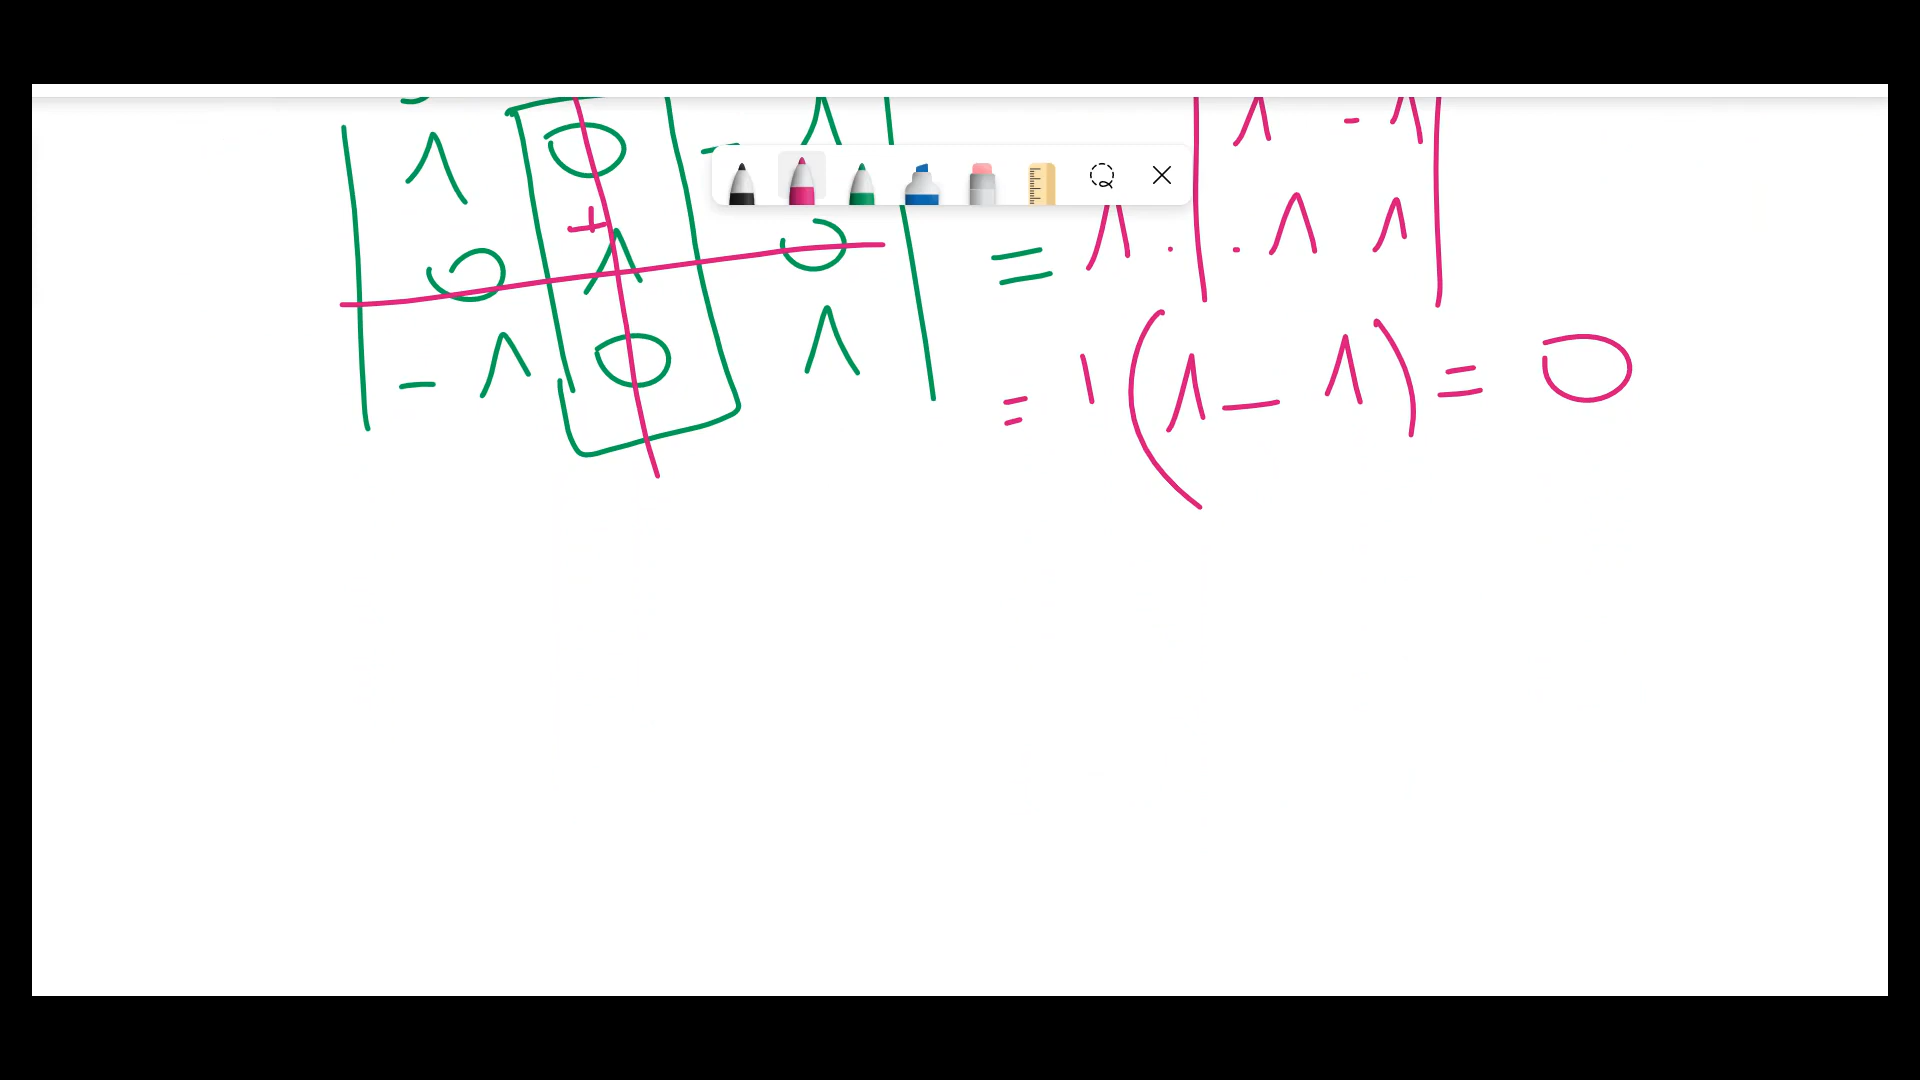 | 1 0 - 1 |
| 0 + 1 0 | = 1 · | 1 - 1 |
| - 1 0 1 | | - 1 1 |
= 1 ( 1 - 1 ) = 0